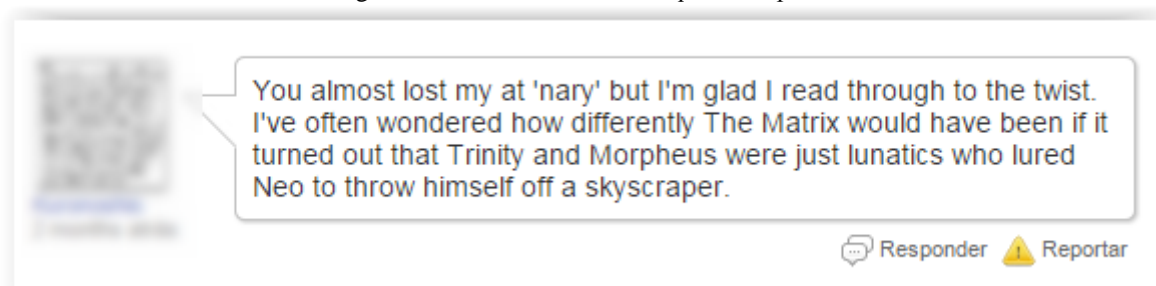 You almost lost my at 'nary' but I'm glad I read through to the twist.
I've often wondered how differently The Matrix would have been if it
turned out that Trinity and Morpheus were just lunatics who lured
Neo to throw himself off a skyscraper.
Responder
Reportar